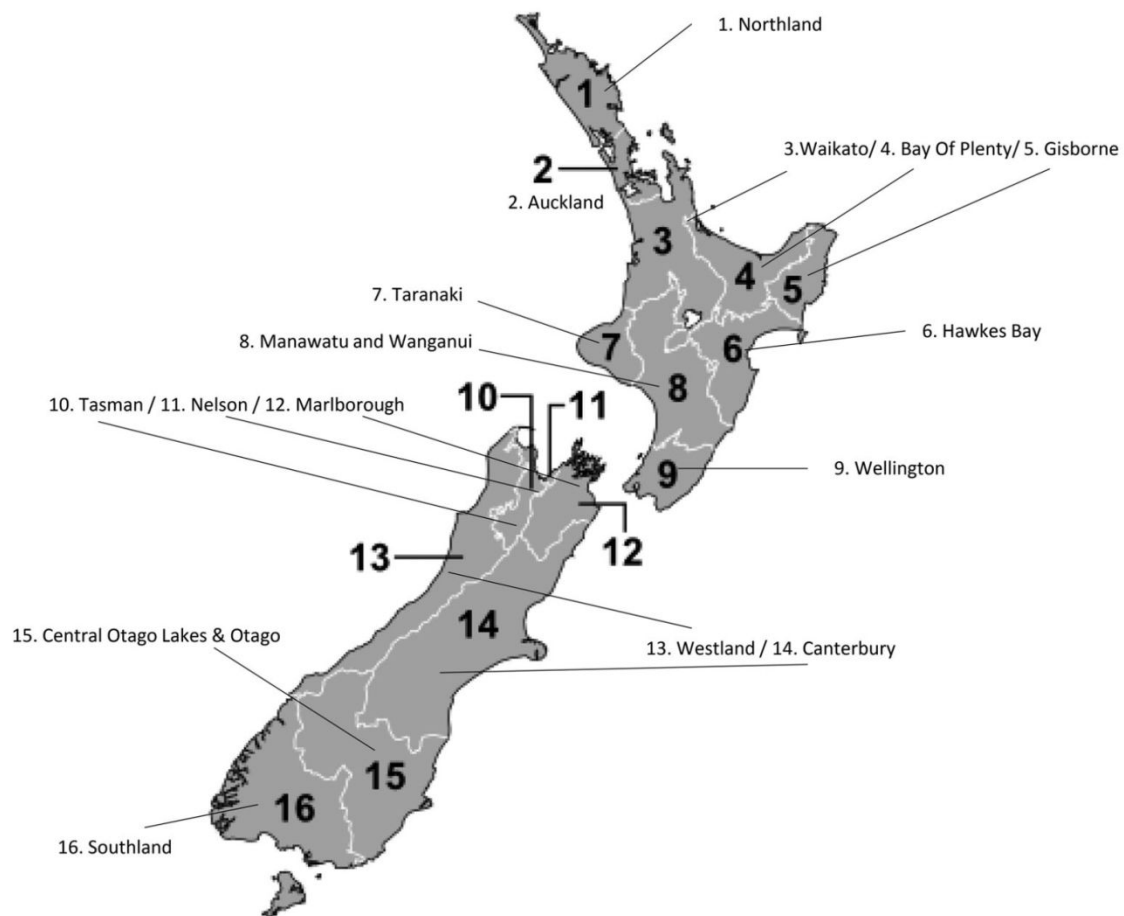 1. Northland
1
3.Waikato/ 4. Bay Of Plenty/ 5. Gisborne
2
2. Auckland
3
4
5
7. Taranaki
6. Hawkes Bay
8. Manawatu and Wanganui
7
6
8
10. Tasman / 11. Nelson / 12. Marlborough
10
11
9
9. Wellington
13
12
14
15. Central Otago Lakes & Otago
13. Westland / 14. Canterbury
15
16
16. Southland